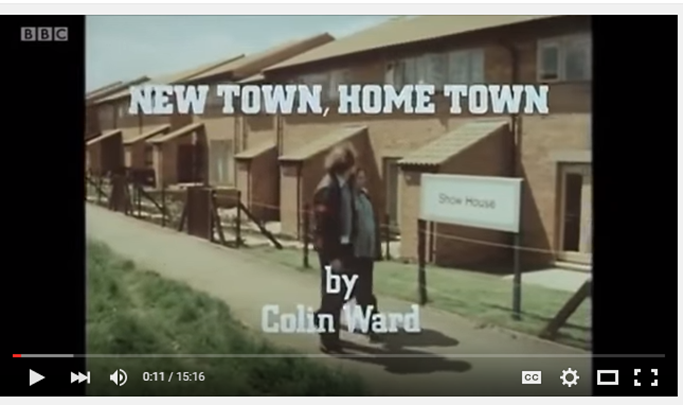 BBC
NEW TOWN, HOME TOWN
Show House
by
Colin Ward
0:11 / 15:16
CC